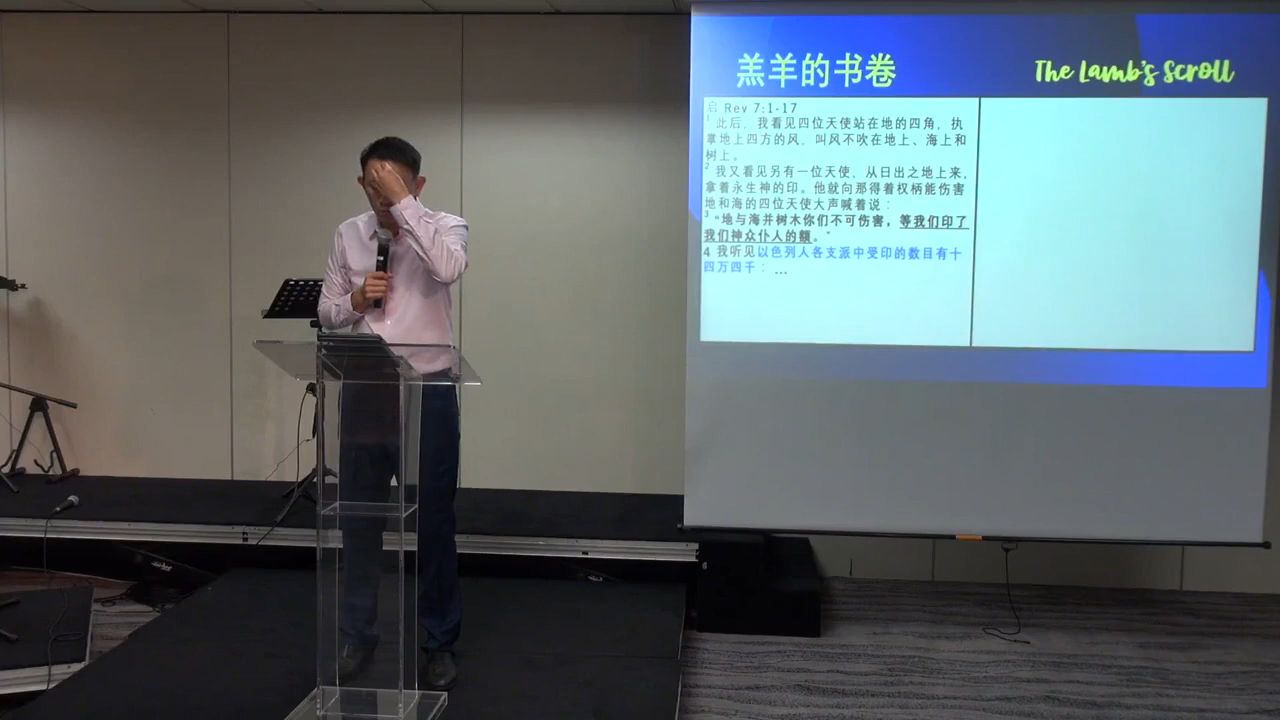 羔羊的书卷
The Lamb's Scroll
启 Rev 7:1-17
1 此后，我看见四位天使站在地的四角，执
掌地上四方的风，叫风不吹在地上、海上和
树上。
2 我又看见另有一位天使，从日出之地上来，
拿着永生神的印。他就向那得着权柄能伤害
地和海的四位天使大声喊着说：
3 “地与海并树木你们不可伤害，等我们印了
我们神众仆人的额。”
4 我听见以色列人各支派中受印的数目有十
四万四千：...